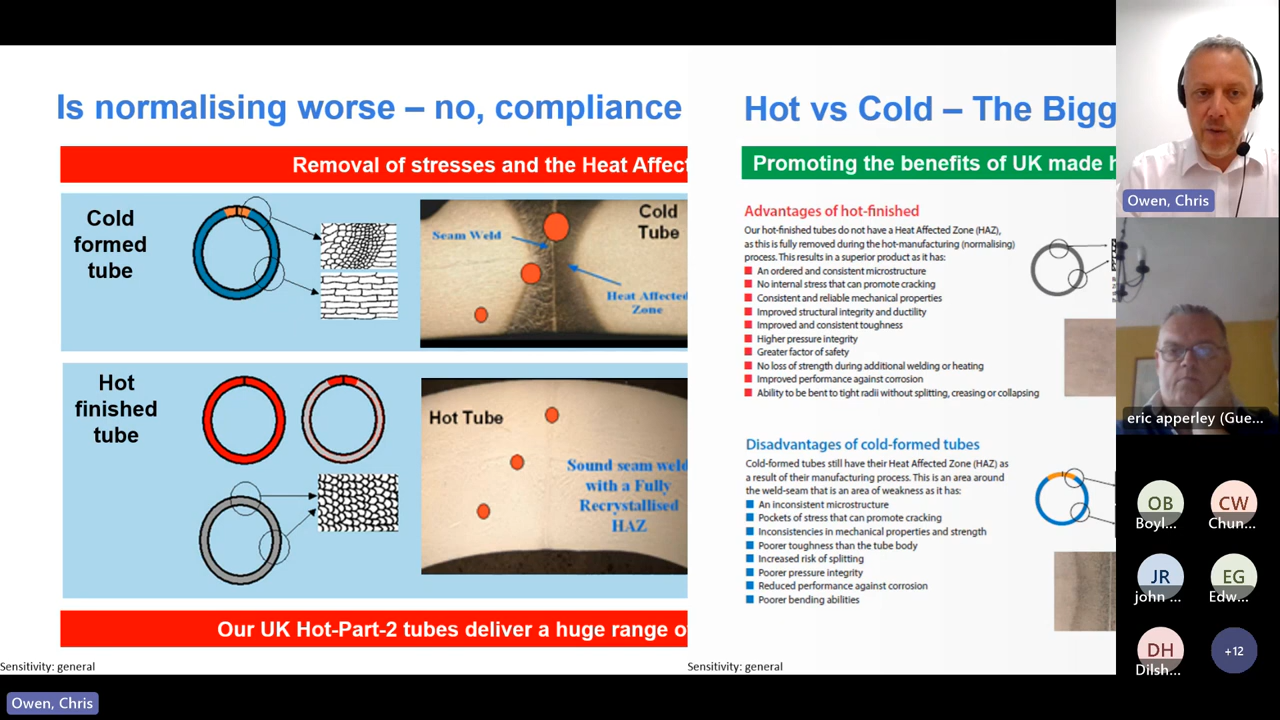 Is normalising worse – no, compliance
Removal of stresses and the Heat Affect
Cold
formed
tube
Seam Weld
Cold
Tube
Heat Affected
Zone
Hot
finished
tube
Hot Tube
Sound seam weld
with a Fully
Recrystallised
HAZ
Our UK Hot-Part-2 tubes deliver a huge range o
Sensitivity: general
Hot vs Cold – The Bigg
Promoting the benefits of UK made h
Advantages of hot-finished
Our hot-finished tubes do not have a Heat Affected Zone (HAZ),
as this is fully removed during the hot-manufacturing (normalising)
process. This results in a superior product as it has:
An ordered and consistent microstructure
No internal stress that can promote cracking
Consistent and reliable mechanical properties
Improved structural integrity and ductility
Improved and consistent toughness
Higher pressure integrity
Greater factor of safety
No loss of strength during additional welding or heating
Improved performance against corrosion
Ability to be bent to tight radii without splitting, creasing or collapsing
Disadvantages of cold-formed tubes
Cold-formed tubes still have their Heat Affected Zone (HAZ) as
a result of their manufacturing process. This is an area around
the weld-seam that is an area of weakness as it has:
An inconsistent microstructure
Pockets of stress that can promote cracking
Inconsistencies in mechanical properties and strength
Poorer toughness than the tube body
Increased risk of splitting
Poorer pressure integrity
Reduced performance against corrosion
Poorer bending abilities
Sensitivity: general
Owen, Chris
eric apperley (Gue...
OB
Boyl...
CW
Chun...
JR
john ...
EG
Edw...
DH
Dilsh...
+12
Owen, Chris